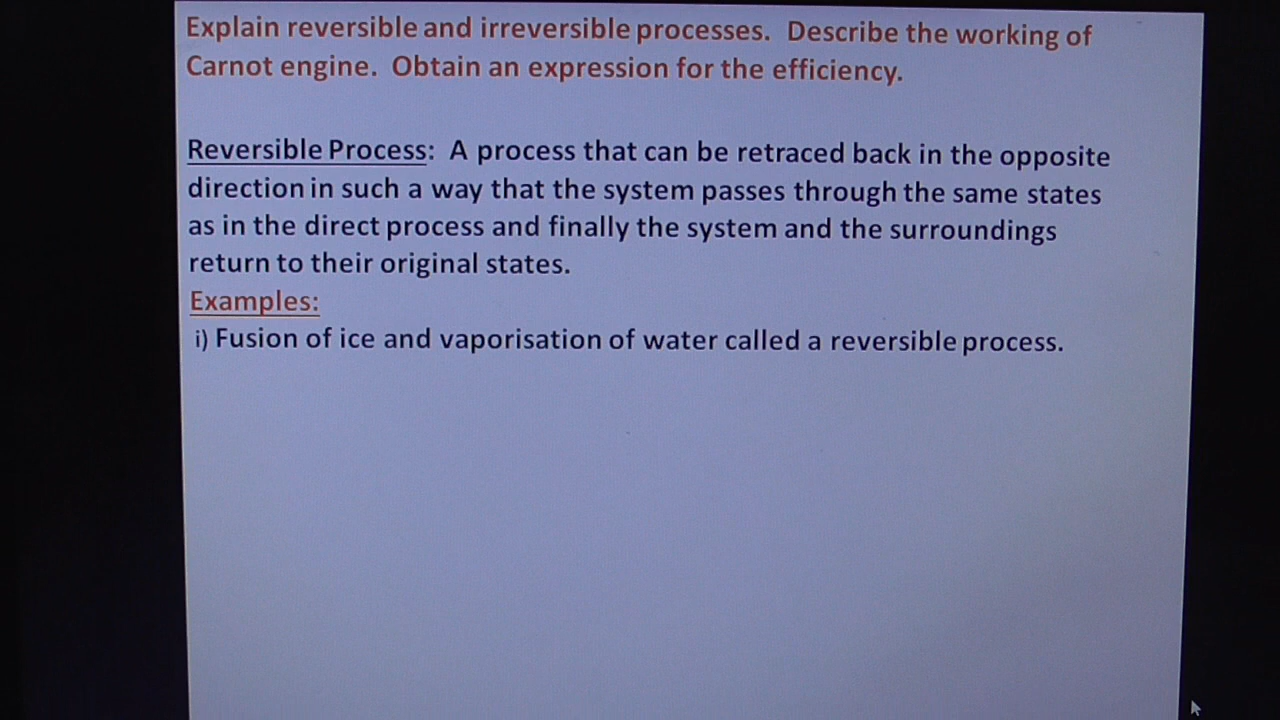 Explain reversible and irreversible processes.  Describe the working of
Carnot engine.  Obtain an expression for the efficiency.
Reversible Process:  A process that can be retraced back in the opposite
direction in such a way that the system passes through the same states
as in the direct process and finally the system and the surroundings
return to their original states.
Examples:
i) Fusion of ice and vaporisation of water called a reversible process.